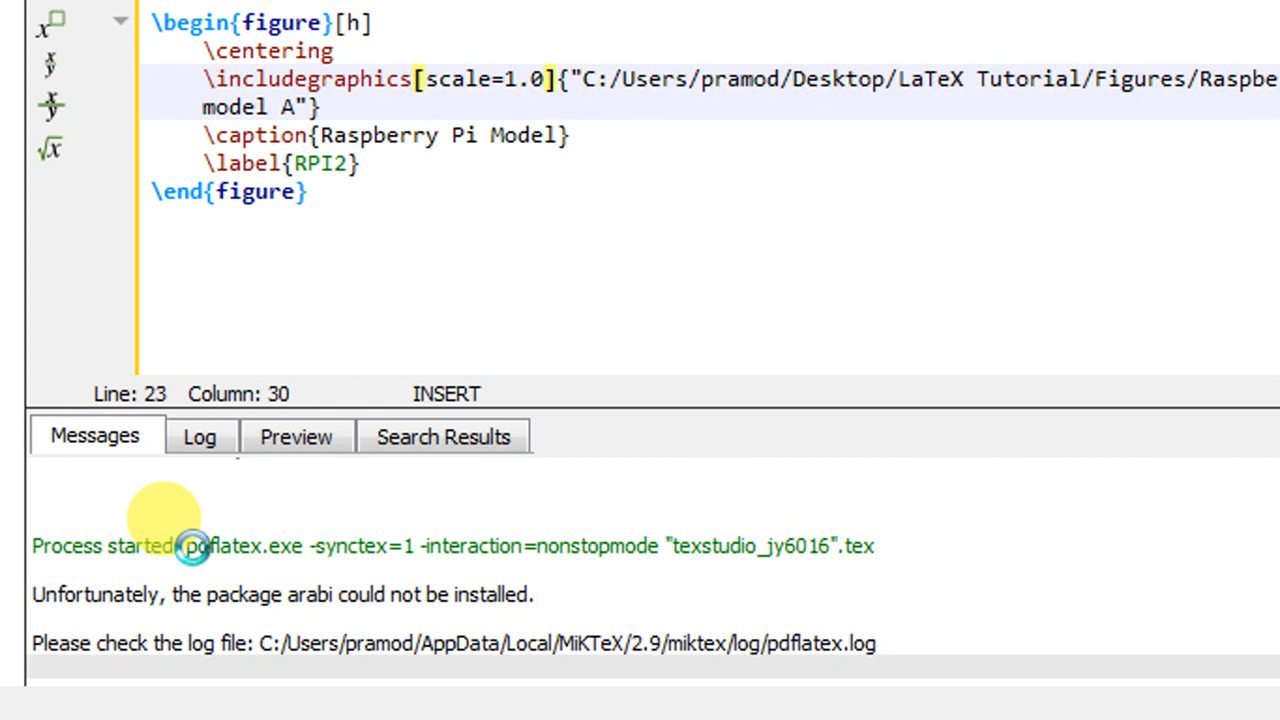 \begin{figure}[h]
\centering
\includegraphics[scale=1.0]{"C:/Users/pramod/Desktop/LaTeX Tutorial/Figures/Raspbe
model A"}
\caption{Raspberry Pi Model}
\label{RPI2}
\end{figure}
Line: 23 Column: 30 INSERT
Messages Log Preview Search Results
Process started: pdflatex.exe -synctex=1 -interaction=nonstopmode "texstudio_jy6016".tex
Unfortunately, the package arabi could not be installed.
Please check the log file: C:/Users/pramod/AppData/Local/MiKTeX/2.9/miktex/log/pdflatex.log